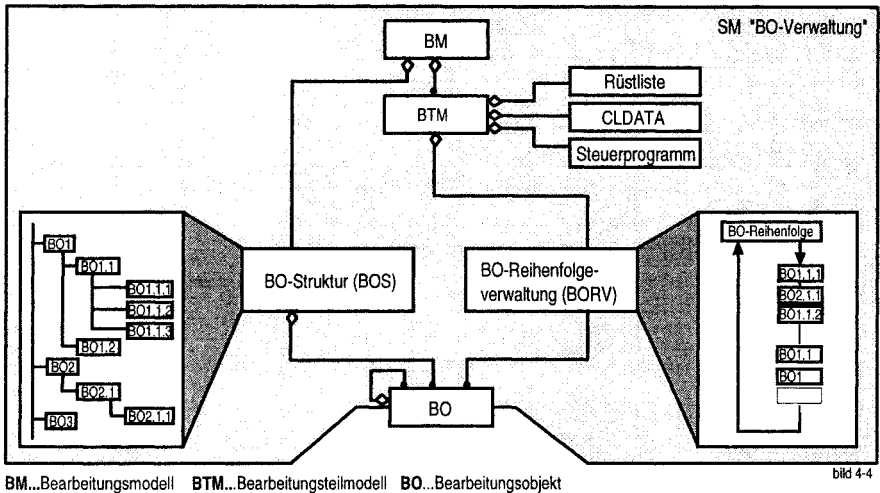 SM "BO-Verwaltung"
BM
BTM
Rüstliste
CLDATA
Steuerprogramm
BO1
BO1.1
BO1.1.1
BO1.1.2
BO1.1.3
BO1.2
BO2
BO2.1
BO2.1.1
BO3
BO-Struktur (BOS)
BO-Reihenfolge-
verwaltung (BORV)
BO-Reihenfolge
BO1.1.1
BO2.1.1
BO1.1.2
BO1.1
BO1
BO
bild 4-4
BM...Bearbeitungsmodell BTM...Bearbeitungsteilmodell BO...Bearbeitungsobjekt